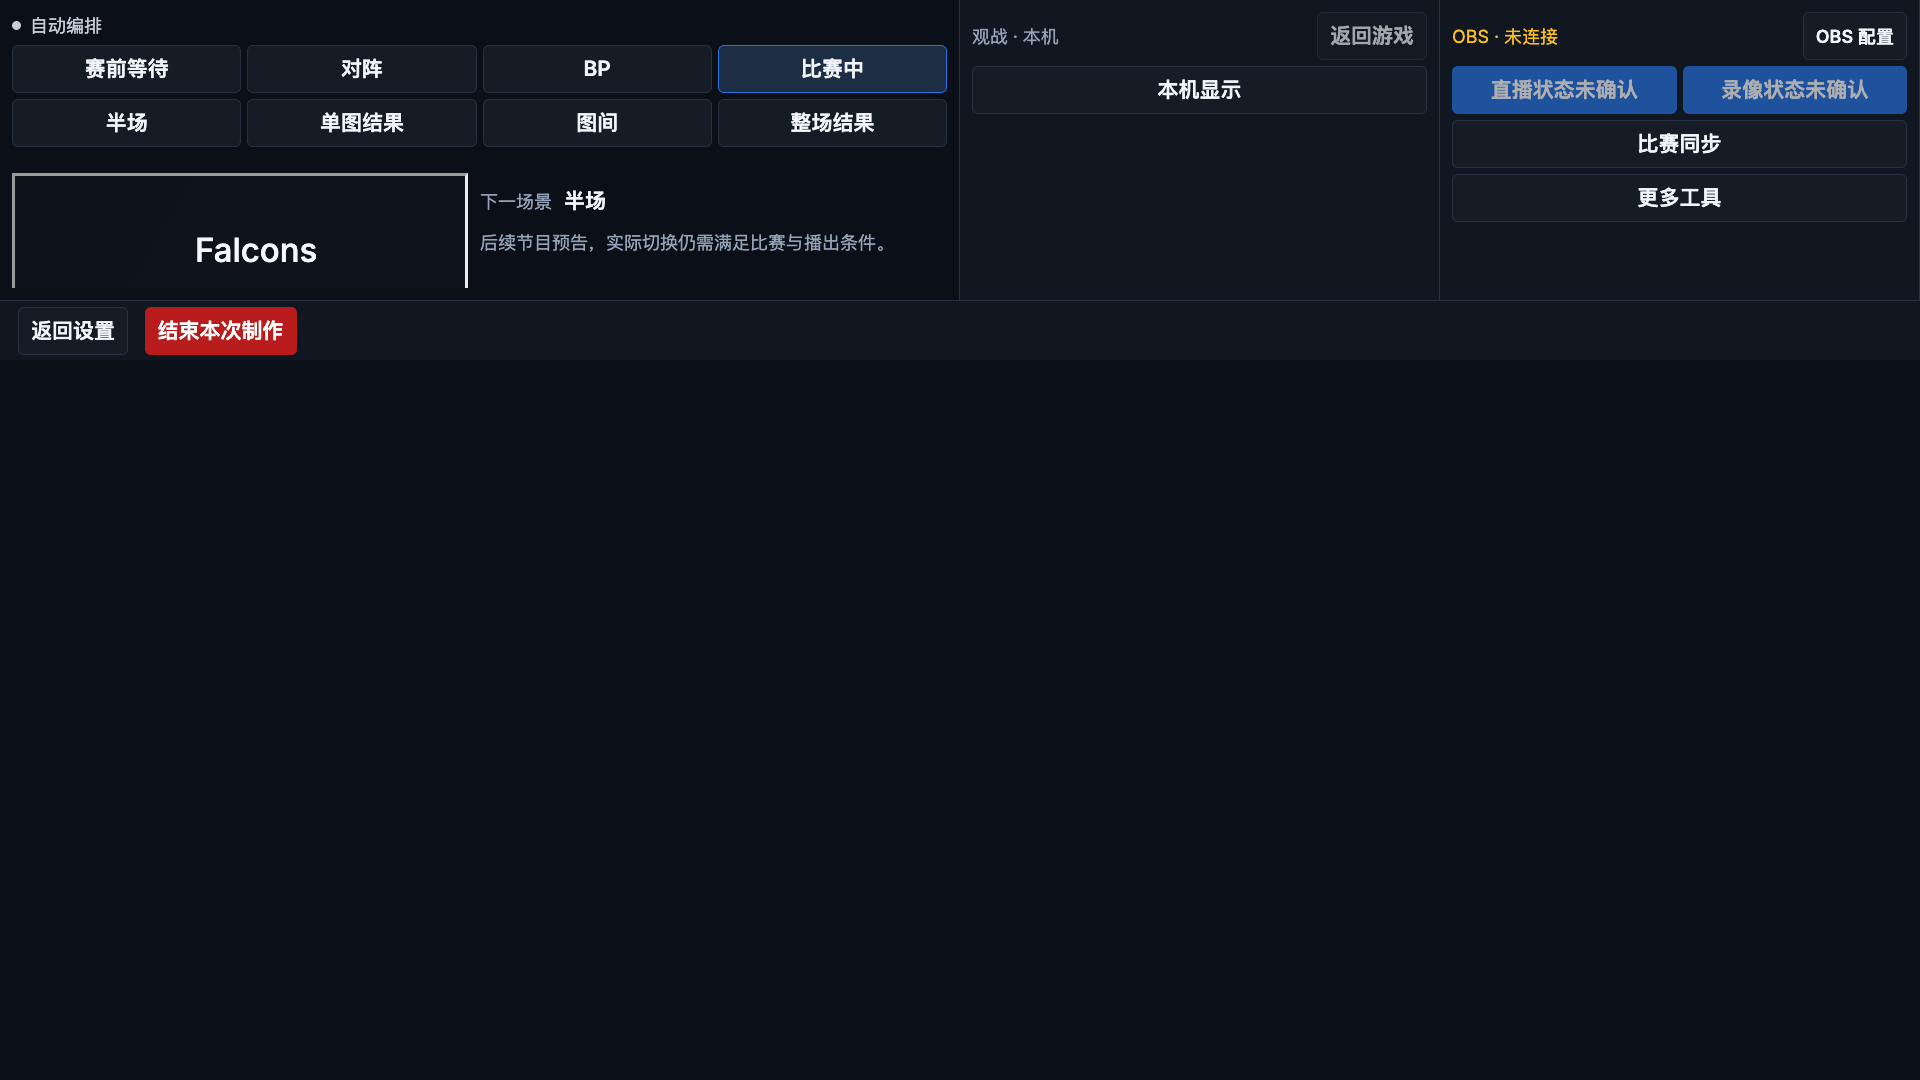 自动编排
赛前等待
对阵
BP
比赛中
半场
单图结果
图间
整场结果
Falcons
下一场景 半场
后续节目预告，实际切换仍需满足比赛与播出条件。
观战 · 本机
返回游戏
本机显示
OBS · 未连接
OBS 配置
直播状态未确认
录像状态未确认
比赛同步
更多工具
返回设置
结束本次制作